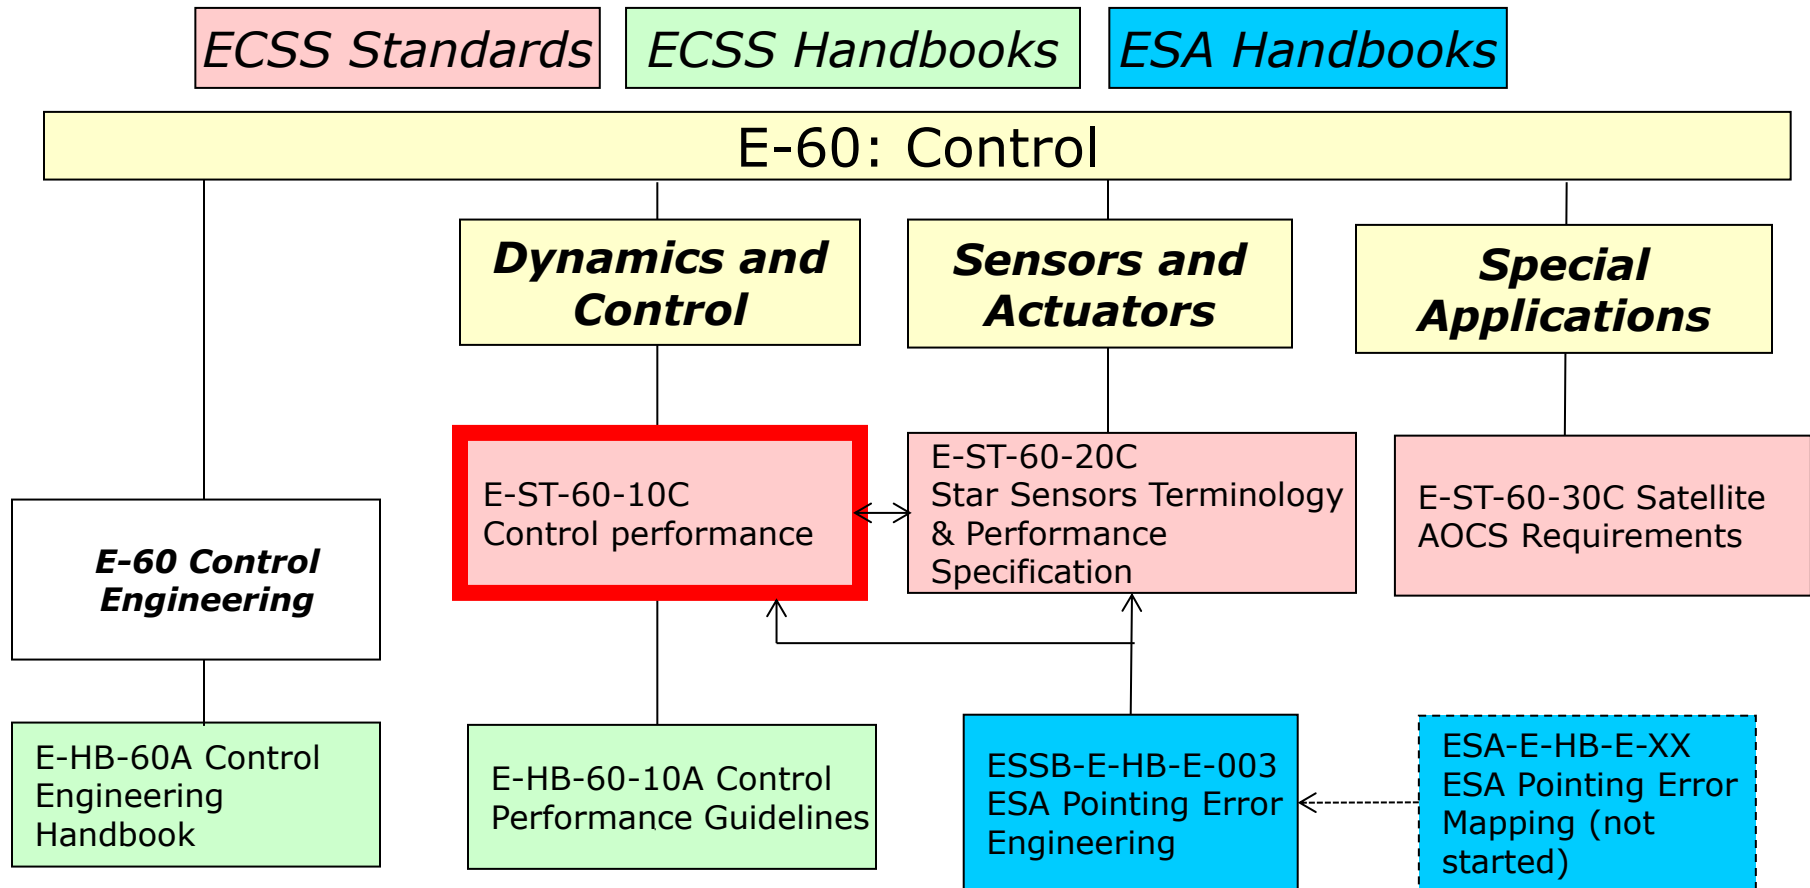 ECSS Standards
ECSS Handbooks
ESA Handbooks
E-60: Control
Dynamics and
Control
Sensors and
Actuators
Special
Applications
E-ST-60-10C
Control performance
E-ST-60-20C
Star Sensors Terminology
& Performance
Specification
E-ST-60-30C Satellite
AOCS Requirements
E-60 Control
Engineering
E-HB-60A Control
Engineering
Handbook
E-HB-60-10A Control
Performance Guidelines
ESSB-E-HB-E-003
ESA Pointing Error
Engineering
ESA-E-HB-E-XX
ESA Pointing Error
Mapping (not
started)